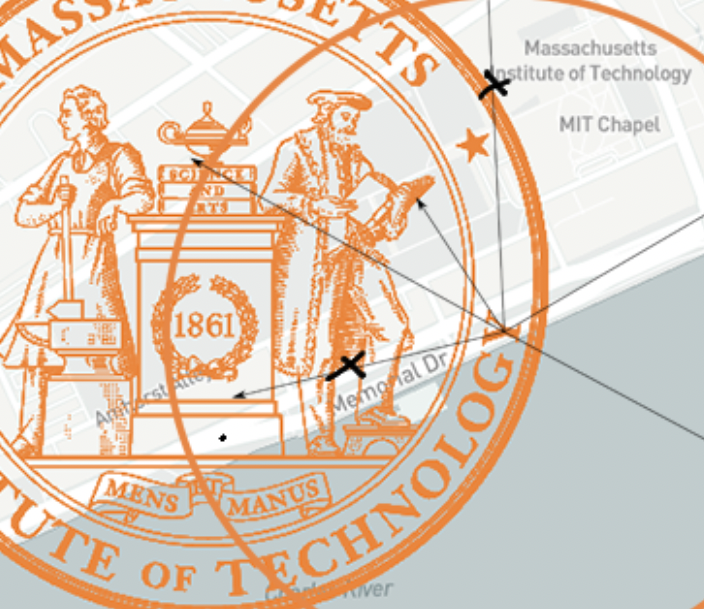 MASSACHUSETTS
Massachusetts
Institute of Technology
MIT Chapel
SCIENCE
AND
ARTS
1861
Amherst Alley
Memorial Dr
MENS ET MANUS
TUTE OF TECHNOLOG
Charles River